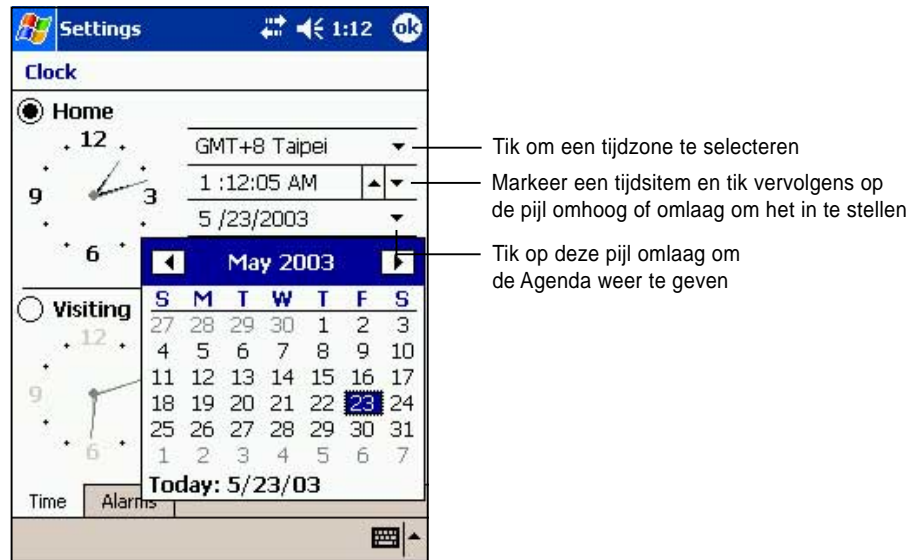 Settings 1:12 ok
Clock
Home
12
9 3
6
GMT+8 Taipei
1 :12:05 AM
5 /23/2003
May 2003
S M T W T F S
27 28 29 30 1 2 3
4 5 6 7 8 9 10
11 12 13 14 15 16 17
18 19 20 21 22 23 24
25 26 27 28 29 30 31
1 2 3 4 5 6 7
Today: 5/23/03
Visiting
12
9
6
Time Alarms
Tik om een tijdzone te selecteren
Markeer een tijdsitem en tik vervolgens op
de pijl omhoog of omlaag om het in te stellen
Tik op deze pijl omlaag om
de Agenda weer te geven